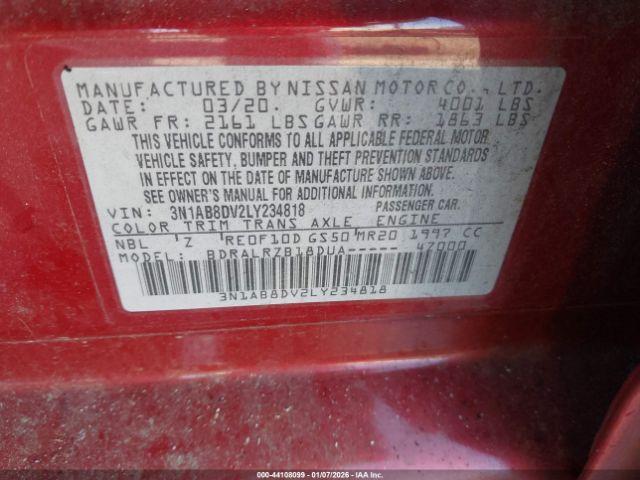 MANUFACTURED BY NISSAN MOTOR CO., LTD.
DATE: 03/20. GVWR: 4001 LBS
GAWR FR: 2161 LBS GAWR RR: 1863 LBS
THIS VEHICLE CONFORMS TO ALL APPLICABLE FEDERAL MOTOR
VEHICLE SAFETY, BUMPER AND THEFT PREVENTION STANDARDS
IN EFFECT ON THE DATE OF MANUFACTURE SHOWN ABOVE.
SEE OWNER'S MANUAL FOR ADDITIONAL INFORMATION.
VIN: 3N1AB8DV2LY234818 PASSENGER CAR.
COLOR TRIM TRANS AXLE ENGINE
NBL Z RE0F10D GS50 MR20 1997 CC
MODEL: BDRALRZB18DUA----- 47000
3N1AB8DV2LY234818
000-44108099 - 01/07/2026 - IAAI.COM